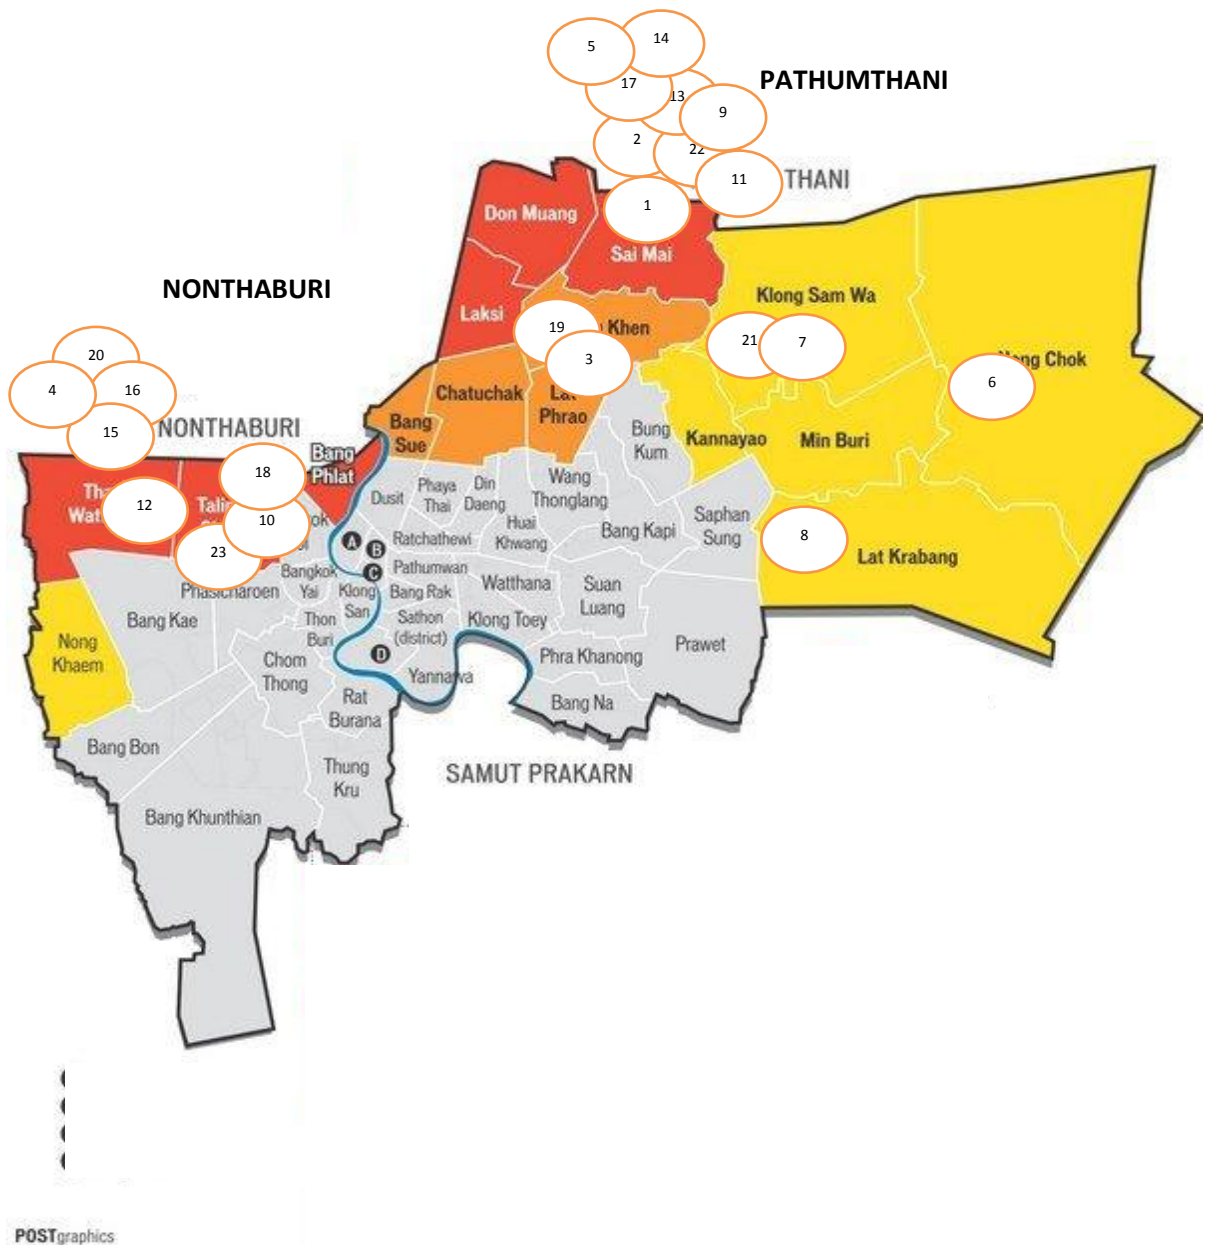 5
14
17
13
PATHUMTHANI
9
2
22
11
THANI
1
Don Muang
Sai Mai
NONTHABURI
Klong Sam Wa
Laksi
19
Khen
21
7
3
20
Nong Chok
6
4
16
Chatuchak
Lat
Phrao
15
NONTHABURI
Bang
Sue
Bung
Kum
Kannayao
Min Buri
Bang
Phlat
18
12
10
23
Dusit
Phaya
Thai
Din
Daeng
Wang
Thonglang
Huai
Khwang
Bang Kapi
Saphan
Sung
8
Lat Krabang
A
B
C
Ratchathewi
Pathumwan
Bangkok
Yai
Klong
San
Bang Rak
Watthana
Suan
Luang
Phasicharoen
Bang Kae
Thon
Buri
Sathon
(district)
Klong Toey
Nong
Khaem
Chom
Thong
D
Yannawa
Phra Khanong
Prawet
Rat
Burana
Bang Na
Bang Bon
Thung
Kru
SAMUT PRAKARN
Bang Khunthian
POSTgraphics